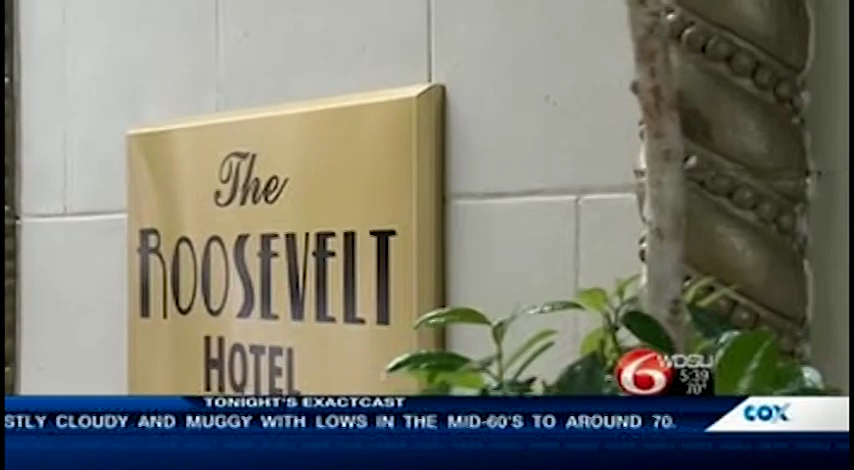 The
ROOSEVELT
HOTEL
6 WDSU
5:39
70°
TONIGHT'S EXACTCAST
STLY CLOUDY AND MUGGY WITH LOWS IN THE MID-60'S TO AROUND 70.
COX